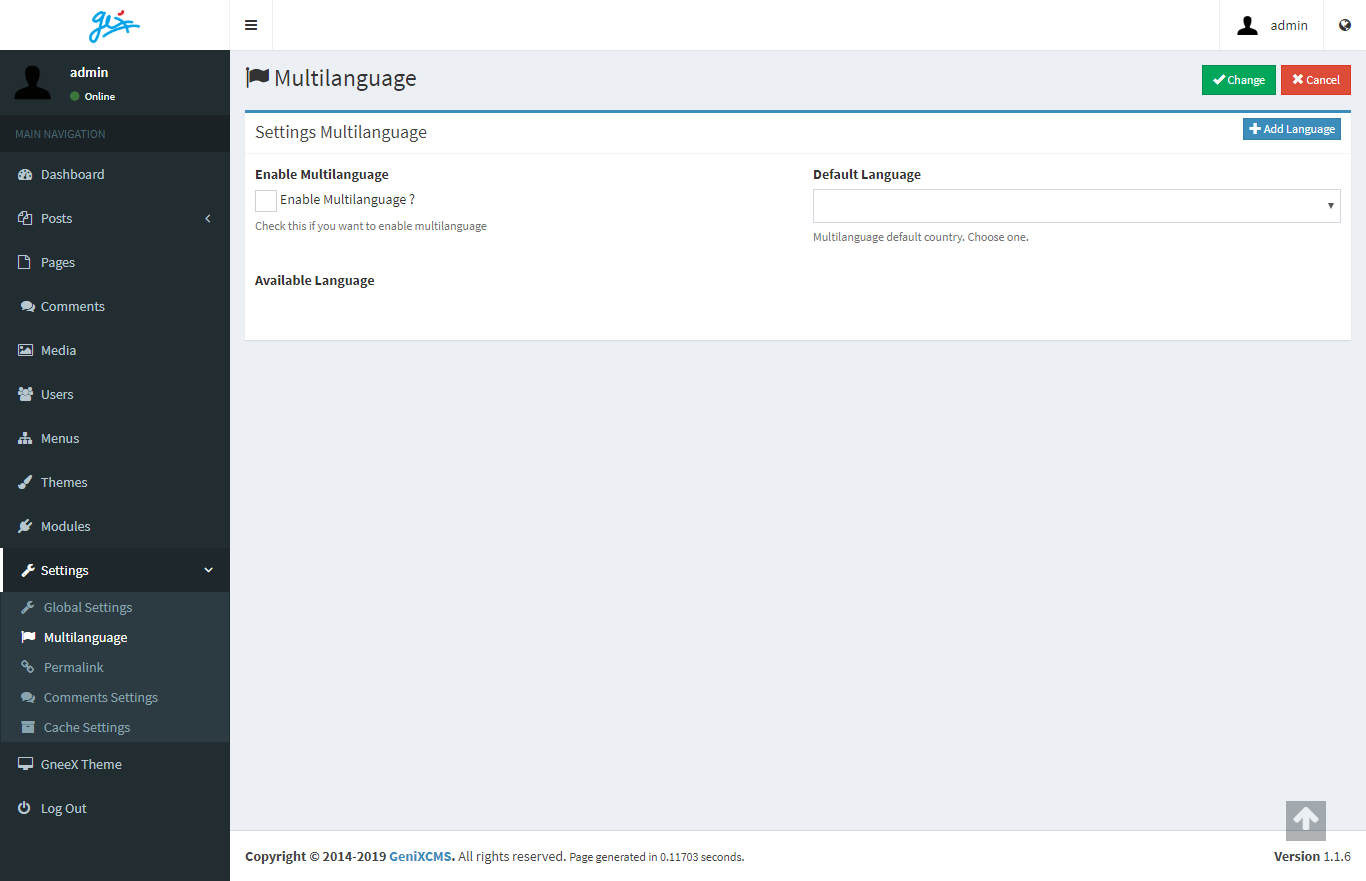 gix
admin
admin
Online
MAIN NAVIGATION
Dashboard
Posts
Pages
Comments
Media
Users
Menus
Themes
Modules
Settings
Global Settings
Multilanguage
Permalink
Comments Settings
Cache Settings
GneeX Theme
Log Out
Multilanguage
Change
Cancel
Settings Multilanguage
Add Language
Enable Multilanguage
Enable Multilanguage ?
Check this if you want to enable multilanguage
Default Language
Multilanguage default country. Choose one.
Available Language
Copyright © 2014-2019 GeniXCMS. All rights reserved. Page generated in 0.11703 seconds.
Version 1.1.6